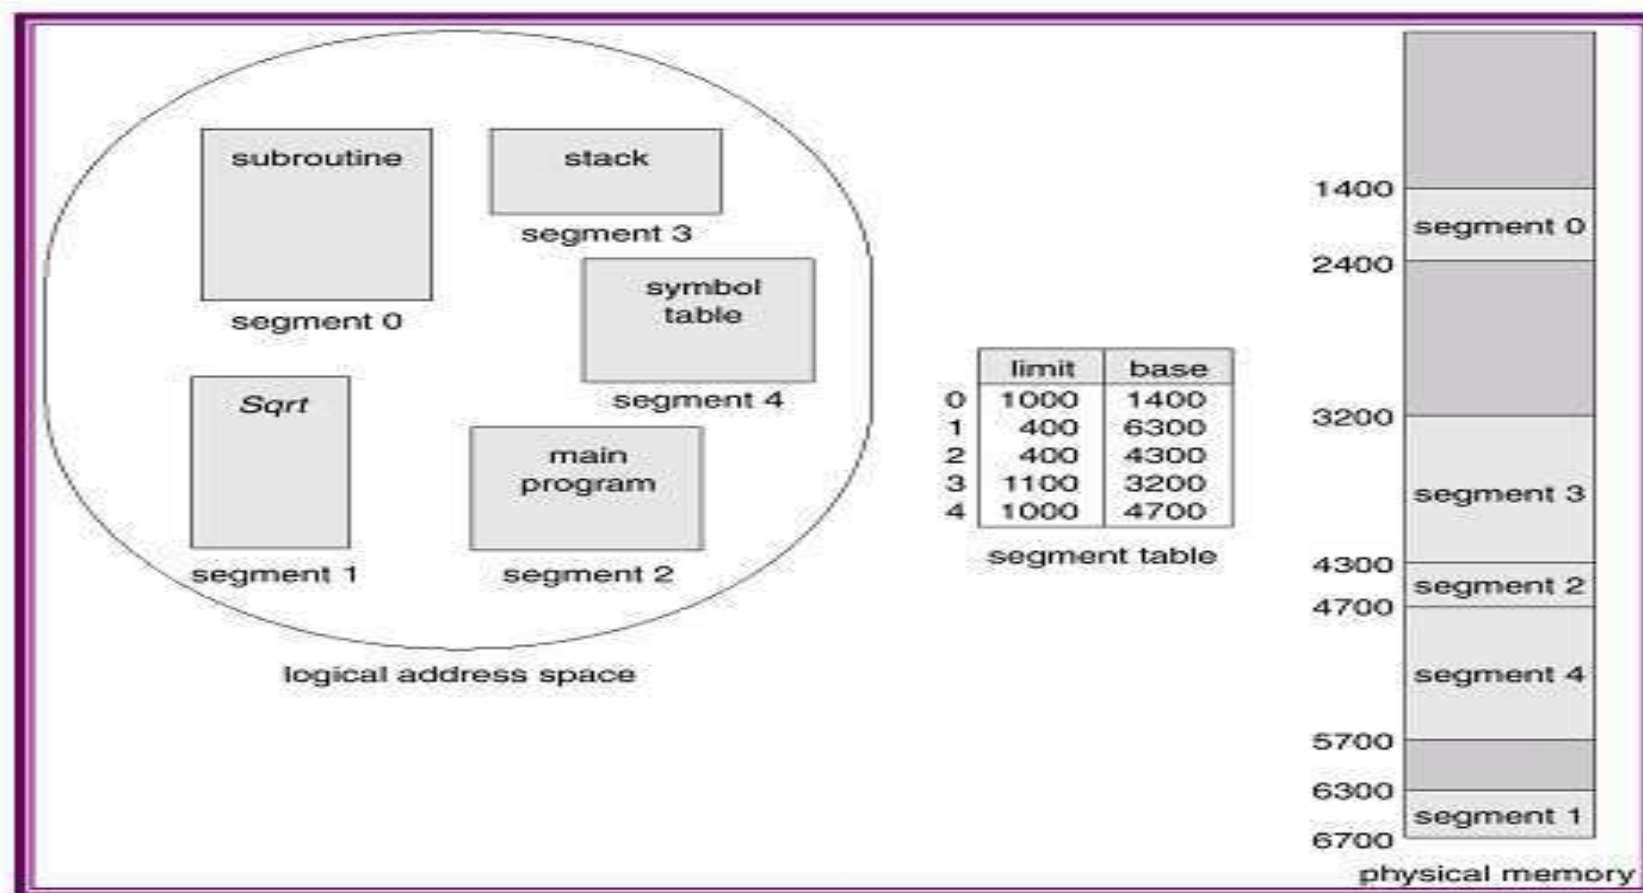 subroutine
segment 0
stack
segment 3
symbol
table
segment 4
Sqrt
segment 1
main
program
segment 2
logical address space
limit base
0 1000 1400
1 400 6300
2 400 4300
3 1100 3200
4 1000 4700
segment table
1400
segment 0
2400
3200
segment 3
4300
segment 2
4700
segment 4
5700
6300
segment 1
6700
physical memory